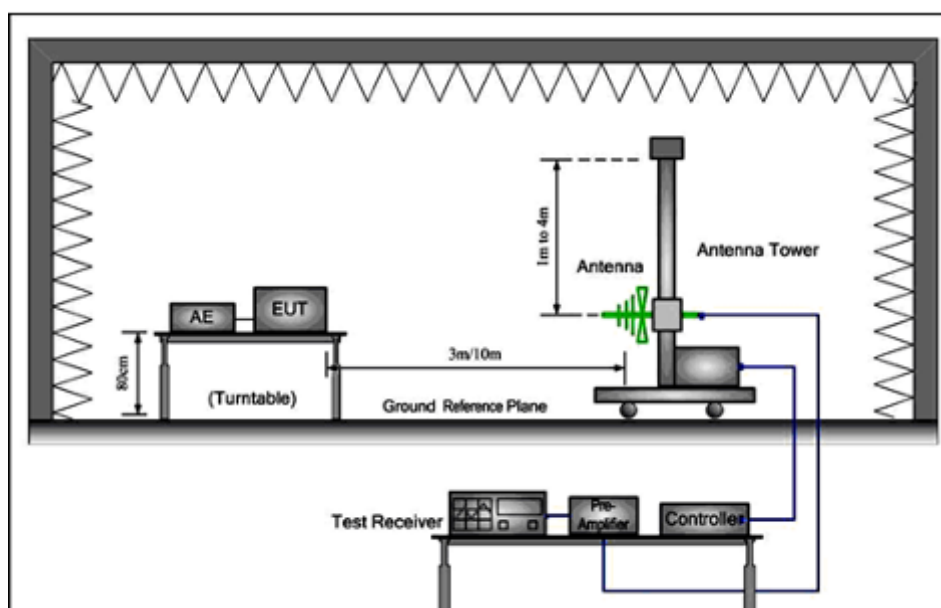 1m to 4m
Antenna
Antenna Tower
AE
EUT
80cm
3m/10m
(Turntable)
Ground Reference Plane
Test Receiver
Pre-
Amplifier
Controller